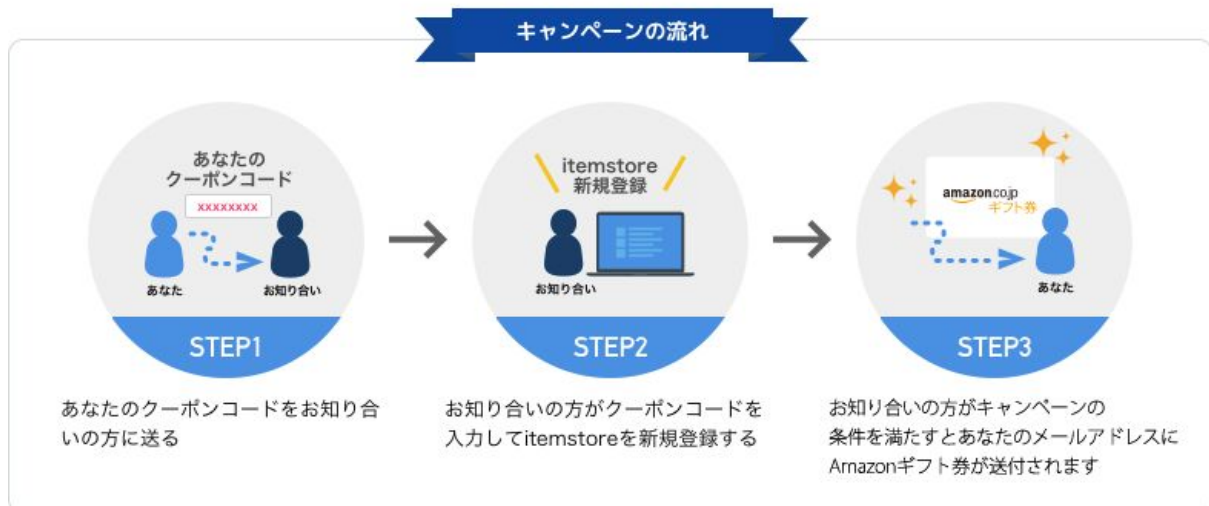 キャンペーンの流れ
あなたの
クーポンコード
xxxxxxxx
あなた
お知り合い
STEP1
あなたのクーポンコードをお知り合
いの方に送る
itemstore
新規登録
お知り合い
STEP2
お知り合いの方がクーポンコードを
入力してitemstoreを新規登録する
amazon.co.jp
ギフト券
あなた
STEP3
お知り合いの方がキャンペーンの
条件を満たすとあなたのメールアドレスに
Amazonギフト券が送付されます